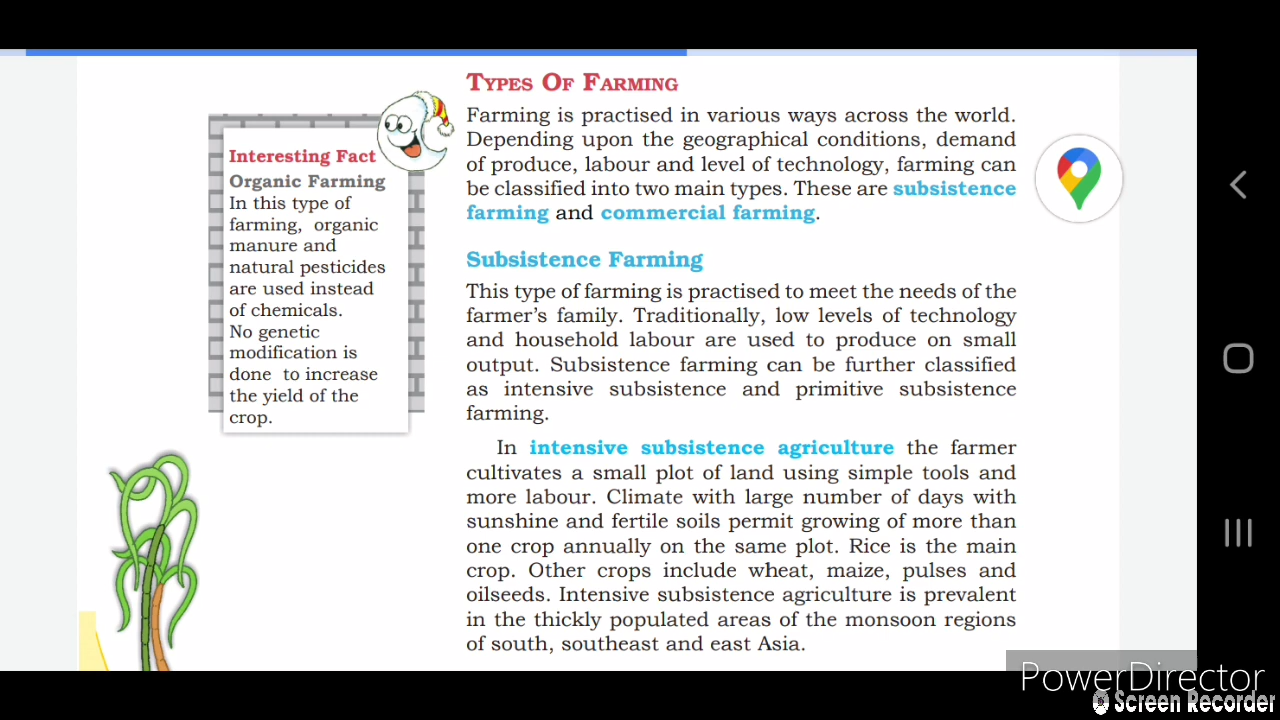 TYPES OF FARMING
Farming is practised in various ways across the world.
Depending upon the geographical conditions, demand
of produce, labour and level of technology, farming can
be classified into two main types. These are subsistence
farming and commercial farming.
Subsistence Farming
This type of farming is practised to meet the needs of the
farmer's family. Traditionally, low levels of technology
and household labour are used to produce on small
output. Subsistence farming can be further classified
as intensive subsistence and primitive subsistence
farming.
In intensive subsistence agriculture the farmer
cultivates a small plot of land using simple tools and
more labour. Climate with large number of days with
sunshine and fertile soils permit growing of more than
one crop annually on the same plot. Rice is the main
crop. Other crops include wheat, maize, pulses and
oilseeds. Intensive subsistence agriculture is prevalent
in the thickly populated areas of the monsoon regions
of south, southeast and east Asia.
Interesting Fact
Organic Farming
In this type of
farming, organic
manure and
natural pesticides
are used instead
of chemicals.
No genetic
modification is
done to increase
the yield of the
crop.
PowerDirector
Screen Recorder